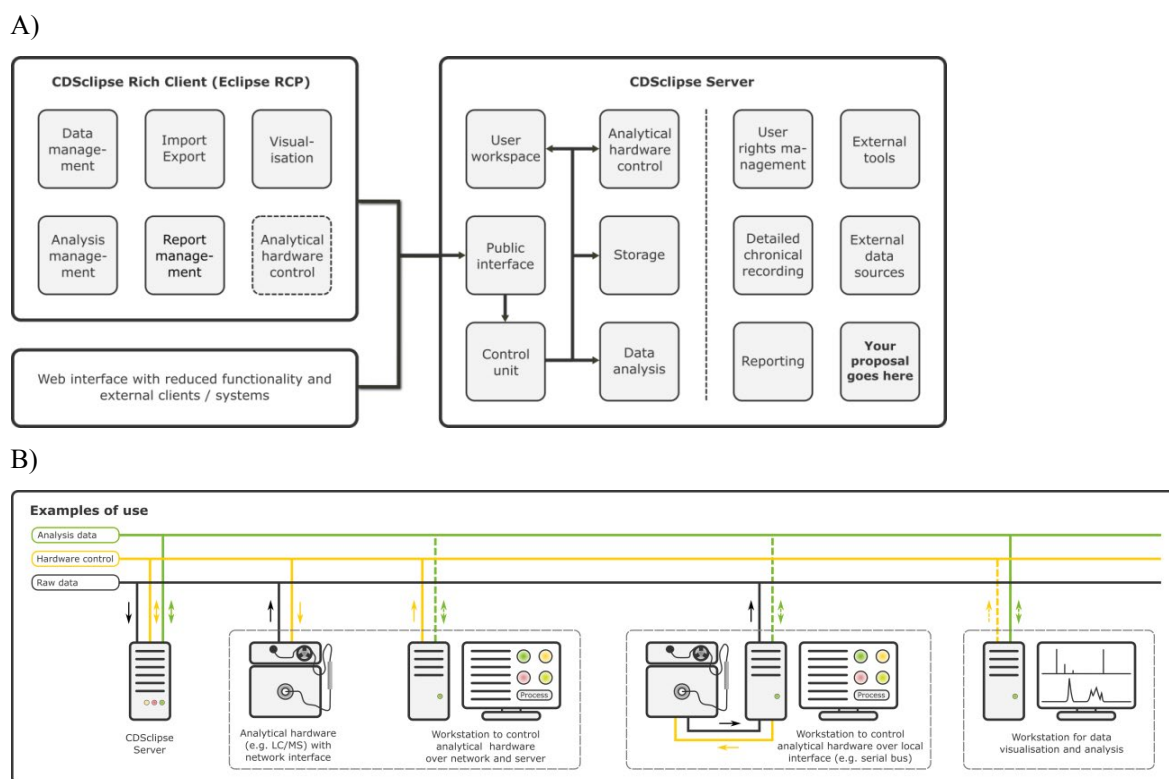 A)
CDSclipse Rich Client (Eclipse RCP)
Data
manage-
ment
Import
Export
Visual-
isation
Analysis
manage-
ment
Report
manage-
ment
Analytical
hardware
control
Web interface with reduced functionality and
external clients / systems
CDSclipse Server
User
workspace
Analytical
hardware
control
Public
interface
Storage
Control
unit
Data
analysis
User
rights ma-
nagement
External
tools
Detailed
chronical
recording
External
data
sources
Reporting
Your
proposal
goes here
B)
Examples of use
Analysis data
Hardware control
Raw data
CDSclipse
Server
Analytical hardware
(e.g. LC/MS) with
network interface
Process
Workstation to control
analytical hardware
over network and server
Process
Workstation to control
analytical hardware over local
interface (e.g. serial bus)
Workstation for data
visualisation and analysis